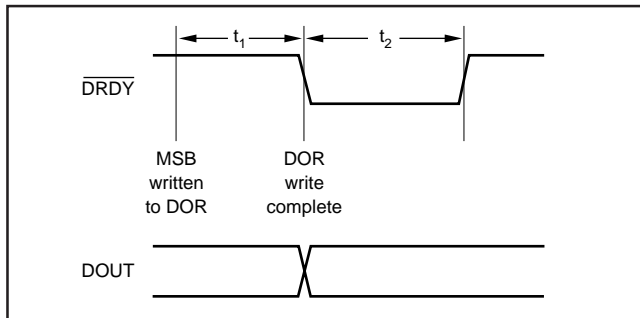 t1
t2
DRDY
MSB
written
to DOR
DOR
write
complete
DOUT